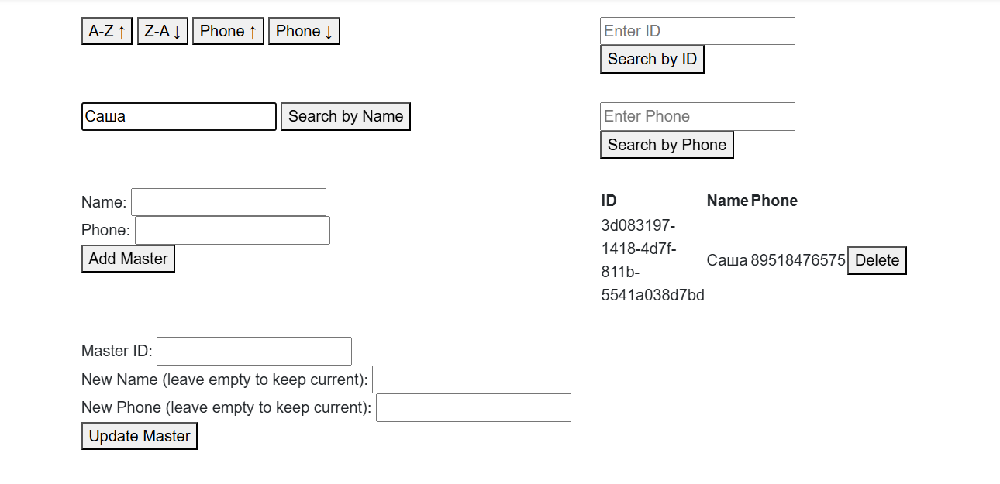 A-Z ↑ Z-A ↓ Phone ↑ Phone ↓
Enter ID
Search by ID
Саша Search by Name
Enter Phone
Search by Phone
Name:
Phone:
Add Master
ID Name Phone
3d083197-
1418-4d7f-
811b-
5541a038d7bd
Саша 89518476575 Delete
Master ID:
New Name (leave empty to keep current):
New Phone (leave empty to keep current):
Update Master